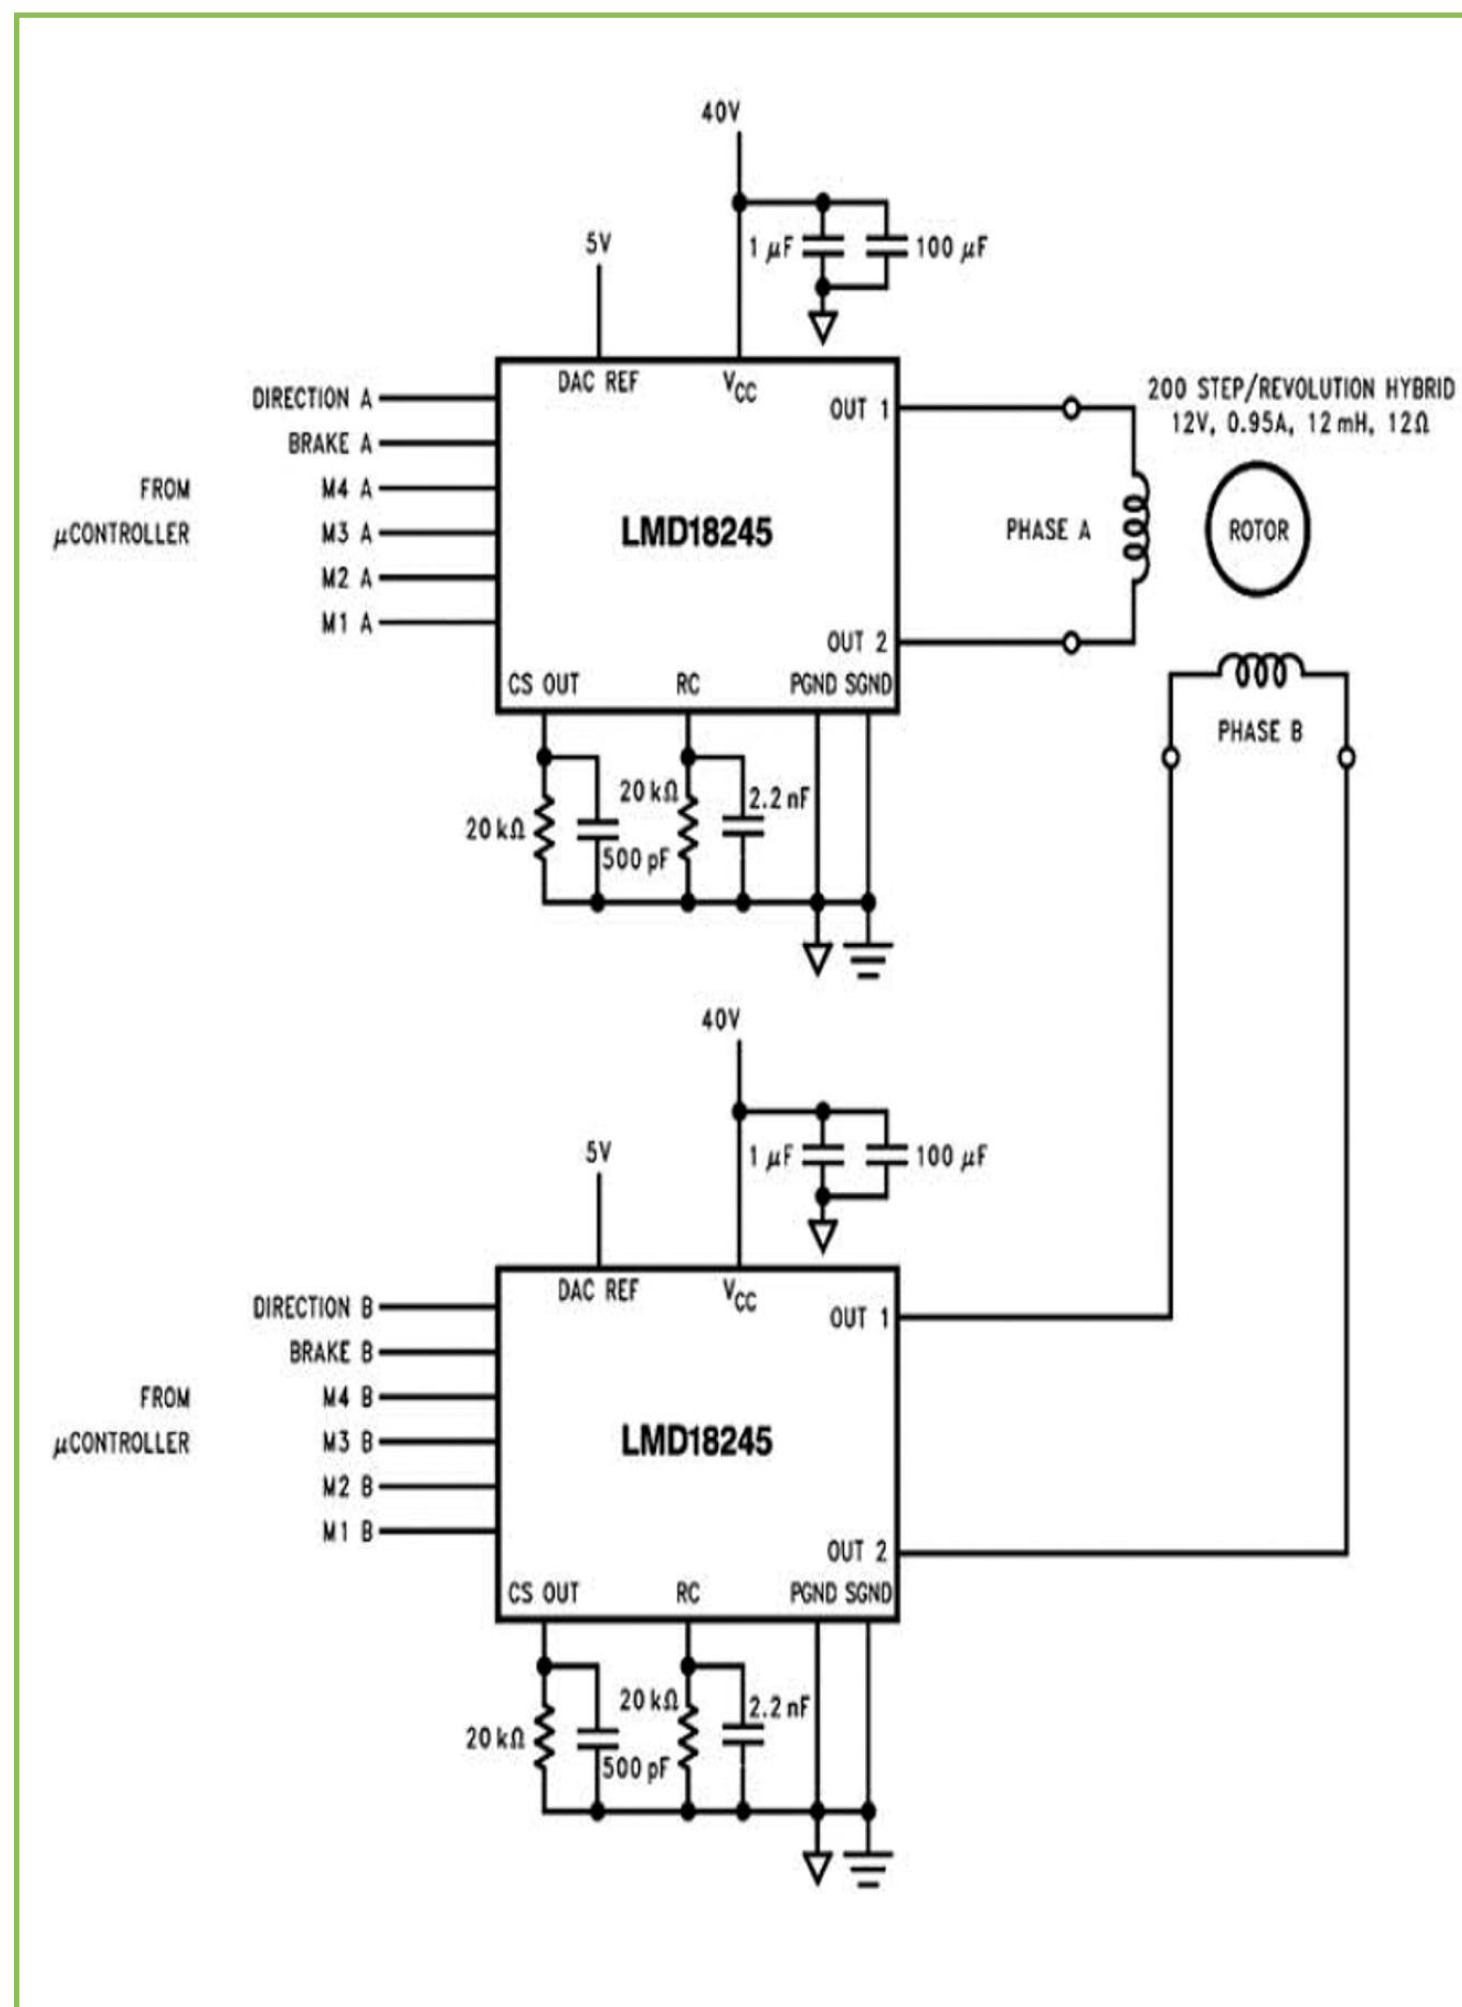 40V
5V
1 μF
100 μF
DAC REF
VCC
DIRECTION A
BRAKE A
M4 A
M3 A
M2 A
M1 A
FROM
μCONTROLLER
LMD18245
OUT 1
OUT 2
CS OUT
RC
PGND
SGND
20 kΩ
500 pF
20 kΩ
2.2 nF
200 STEP/REVOLUTION HYBRID
12V, 0.95A, 12 mH, 12Ω
PHASE A
ROTOR
PHASE B
40V
5V
1 μF
100 μF
DAC REF
VCC
DIRECTION B
BRAKE B
M4 B
M3 B
M2 B
M1 B
FROM
μCONTROLLER
LMD18245
OUT 1
OUT 2
CS OUT
RC
PGND
SGND
20 kΩ
500 pF
20 kΩ
2.2 nF